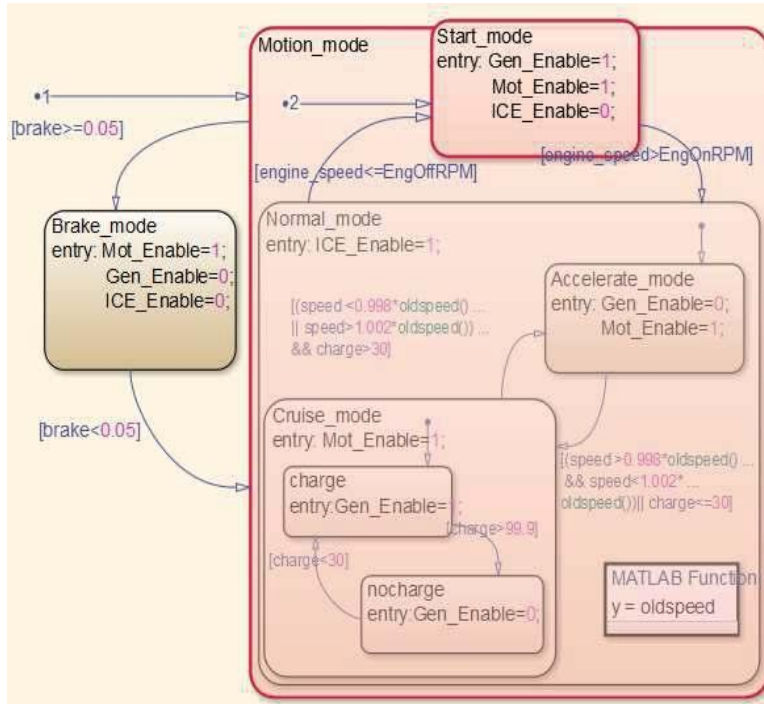 Motion_mode
Start_mode
entry: Gen_Enable=1;
Mot_Enable=1;
ICE_Enable=0;
1
2
[brake>=0.05]
[engine_speed<=EngOffRPM]
[engine_speed>EngOnRPM]
Brake_mode
entry: Mot_Enable=1;
Gen_Enable=0;
ICE_Enable=0;
Normal_mode
entry: ICE_Enable=1;
[(speed <0.998*oldspeed() ...
|| speed>1.002*oldspeed()) ...
&& charge>30]
Accelerate_mode
entry: Gen_Enable=0;
Mot_Enable=1;
[brake<0.05]
Cruise_mode
entry: Mot_Enable=1;
[(speed >0.998*oldspeed() ...
&& speed<1.002* ...
oldspeed())|| charge<=30]
charge
entry:Gen_Enable=1;
[charge>99.9]
[charge<30]
nocharge
entry:Gen_Enable=0;
MATLAB Function
y = oldspeed